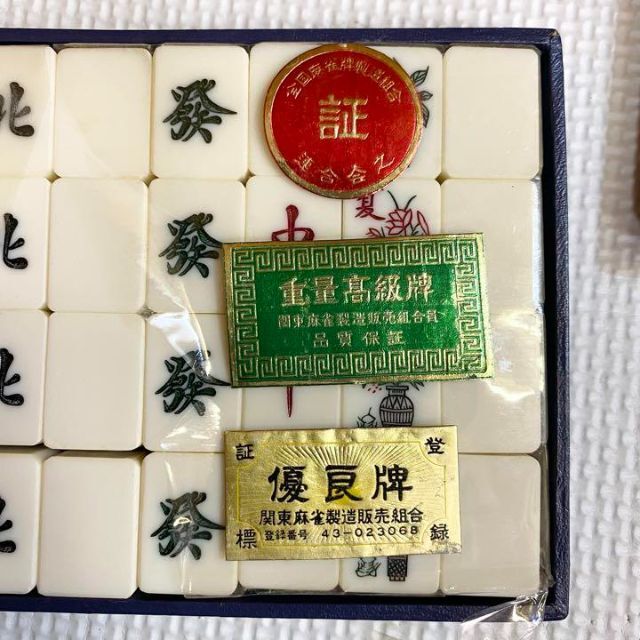 北 發
全国麻雀牌製造組合
証
連合会之
北 發 中 夏
重量高級牌
関東麻雀製造販売組合員
品質保証
北 發
証 登
優良牌
関東麻雀製造販売組合
登録番号 43-023068
標 録
北 發